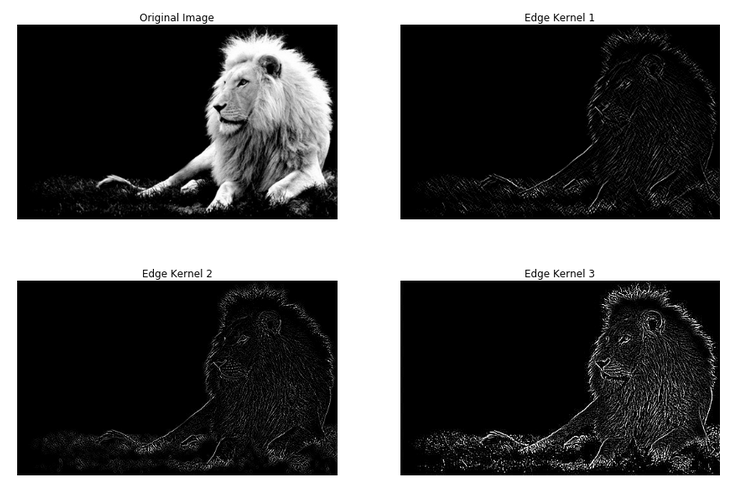 Original Image
Edge Kernel 1
Edge Kernel 2
Edge Kernel 3